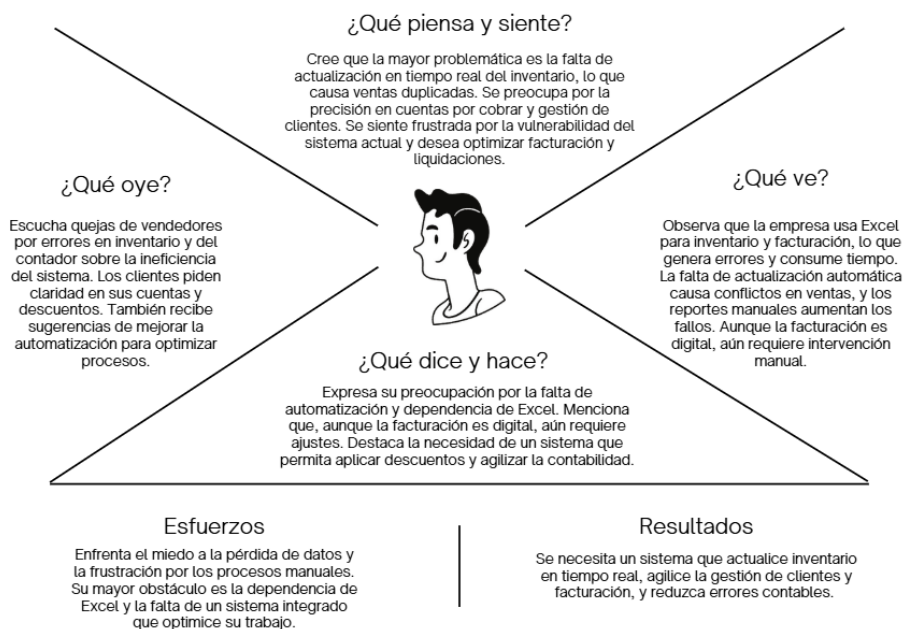 ¿Qué piensa y siente?
Cree que la mayor problemática es la falta de
actualización en tiempo real del inventario, lo que
causa ventas duplicadas. Se preocupa por la
precisión en cuentas por cobrar y gestión de
clientes. Se siente frustrada por la vulnerabilidad del
sistema actual y desea optimizar facturación y
liquidaciones.
¿Qué oye?
Escucha quejas de vendedores
por errores en inventario y del
contador sobre la ineficiencia
del sistema. Los clientes piden
claridad en sus cuentas y
descuentos. También recibe
sugerencias de mejorar la
automatización para optimizar
procesos.
¿Qué ve?
Observa que la empresa usa Excel
para inventario y facturación, lo que
genera errores y consume tiempo.
La falta de actualización automática
causa conflictos en ventas, y los
reportes manuales aumentan los
fallos. Aunque la facturación es
digital, aún requiere intervención
manual.
¿Qué dice y hace?
Expresa su preocupación por la falta de
automatización y dependencia de Excel. Menciona
que, aunque la facturación es digital, aún requiere
ajustes. Destaca la necesidad de un sistema que
permita aplicar descuentos y agilizar la contabilidad.
Esfuerzos
Enfrenta el miedo a la pérdida de datos y
la frustración por los procesos manuales.
Su mayor obstáculo es la dependencia de
Excel y la falta de un sistema integrado
que optimice su trabajo.
Resultados
Se necesita un sistema que actualice inventario
en tiempo real, agilice la gestión de clientes y
facturación, y reduzca errores contables.